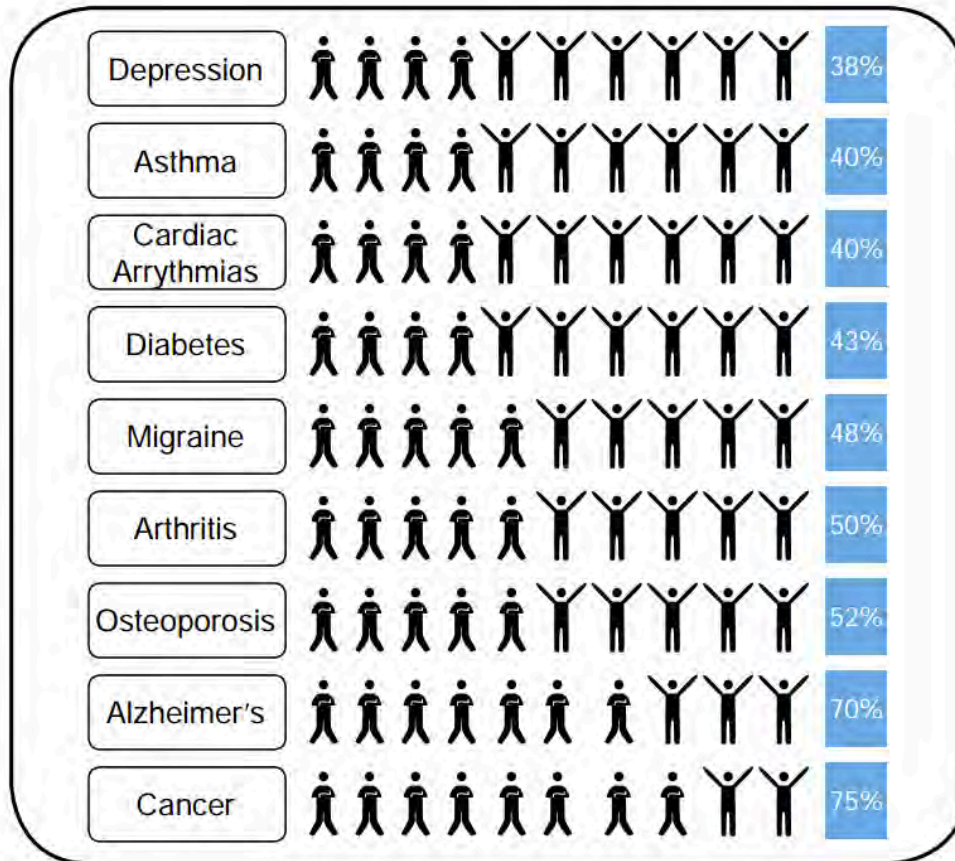 Depression
38%
Asthma
40%
Cardiac
Arrythmias
40%
Diabetes
43%
Migraine
48%
Arthritis
50%
Osteoporosis
52%
Alzheimer's
70%
Cancer
75%